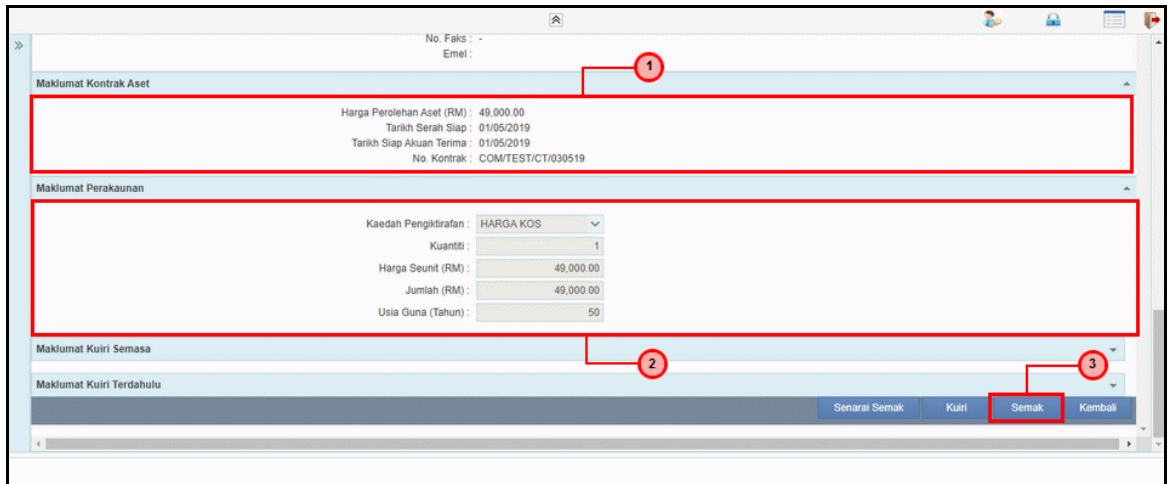 No. Faks : -
Emel :
1
Maklumat Kontrak Aset
Harga Perolehan Aset (RM) : 49,000.00
Tarikh Serah Siap : 01/05/2019
Tarikh Siap Akuan Terima : 01/05/2019
No. Kontrak : COM/TEST/CT/030519
Maklumat Perakaunan
Kaedah Pengiktirafan : HARGA KOS
Kuantiti : 1
Harga Seunit (RM) : 49,000.00
Jumlah (RM) : 49,000.00
Usia Guna (Tahun) : 50
Maklumat Kuiri Semasa
2
3
Maklumat Kuiri Terdahulu
Senarai Semak Kuiri Semak Kembali